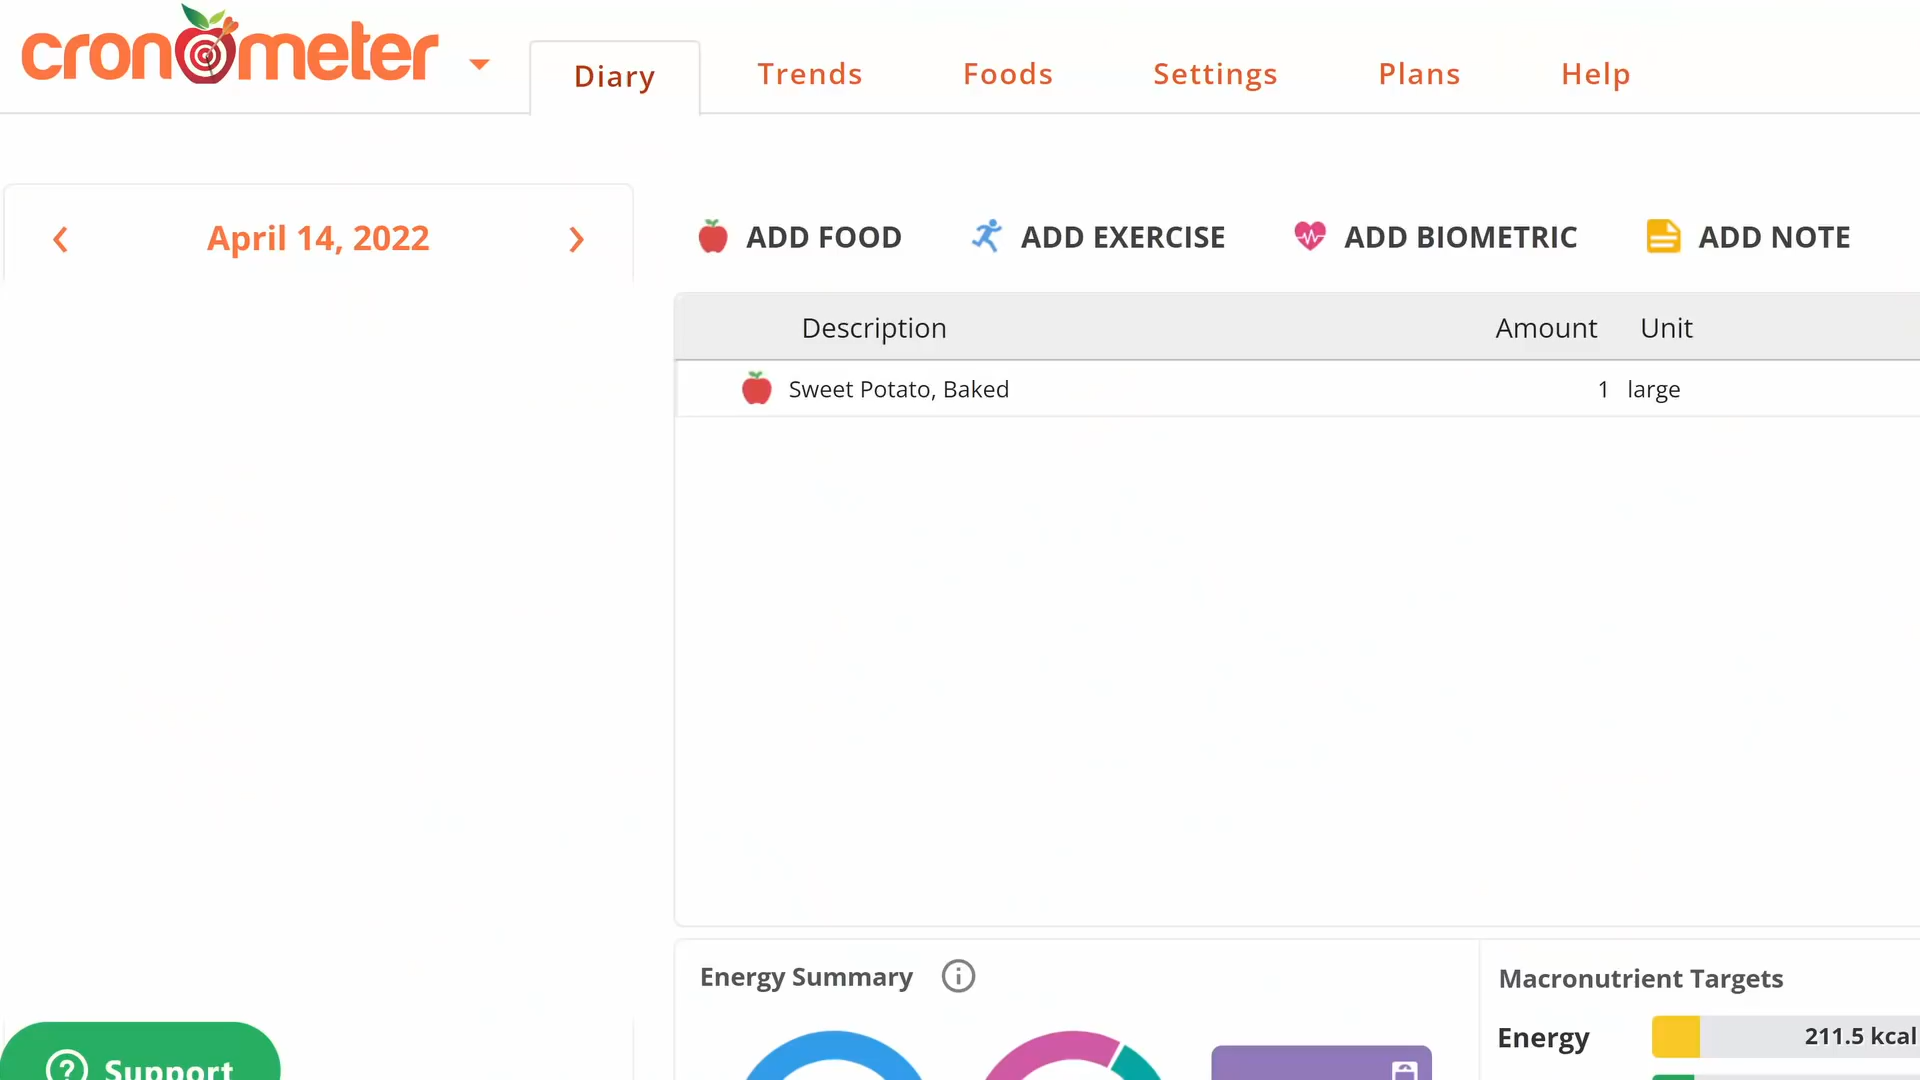 cronometer
Diary
Trends
Foods
Settings
Plans
Help
April 14, 2022
ADD FOOD
ADD EXERCISE
ADD BIOMETRIC
ADD NOTE
Description
Amount
Unit
Sweet Potato, Baked
1
large
Energy Summary
Macronutrient Targets
Energy
211.5 kcal
Support